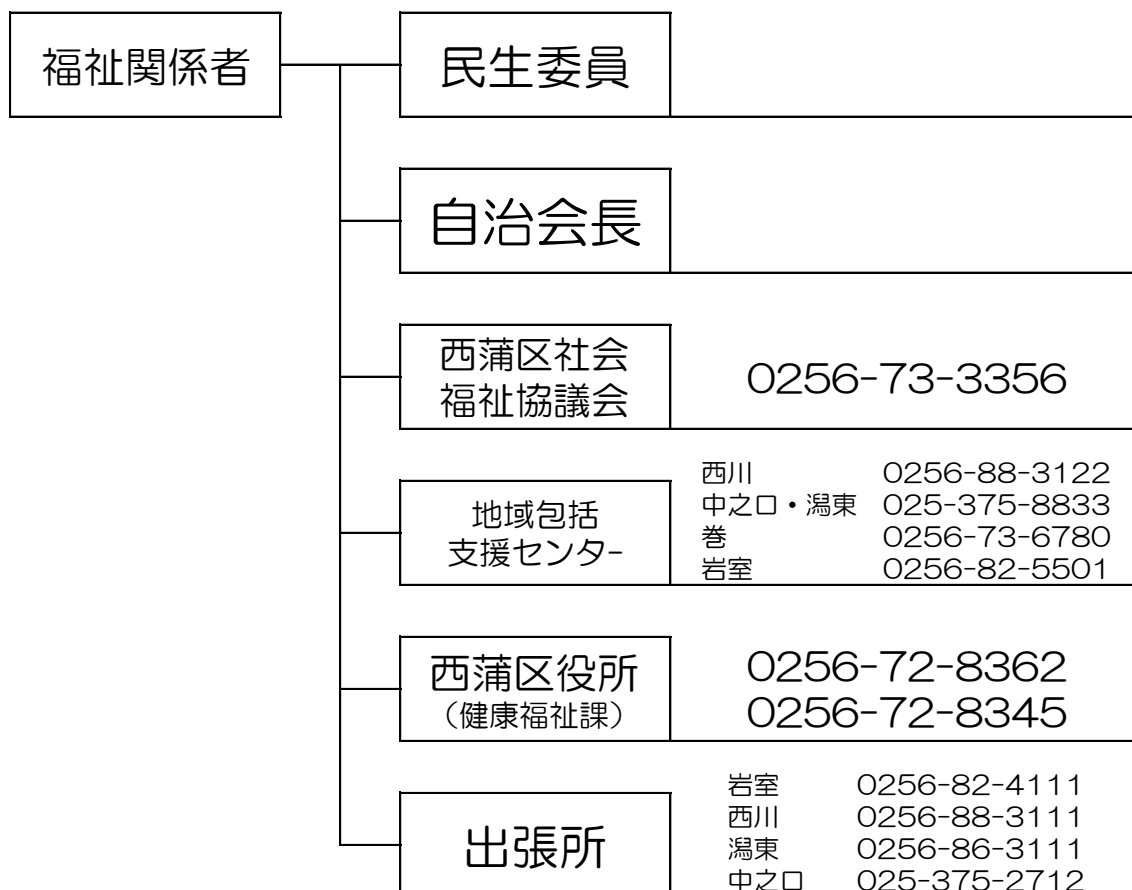 福祉関係者
民生委員
自治会長
西蒲区社会
福祉協議会
0256-73-3356
地域包括
支援センター
西川 0256-88-3122
中之口・潟東 025-375-8833
巻 0256-73-6780
岩室 0256-82-5501
西蒲区役所
（健康福祉課）
0256-72-8362
0256-72-8345
出張所
岩室 0256-82-4111
西川 0256-88-3111
潟東 0256-86-3111
中之口 025-375-2712